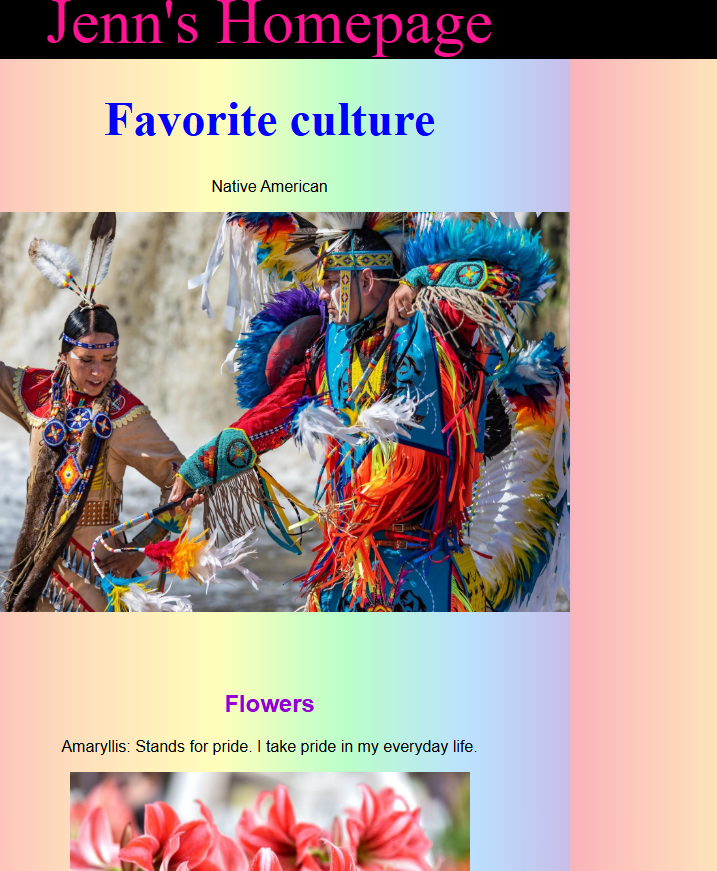 Jenn's Homepage
Favorite culture
Native American
Flowers
Amaryllis: Stands for pride. I take pride in my everyday life.